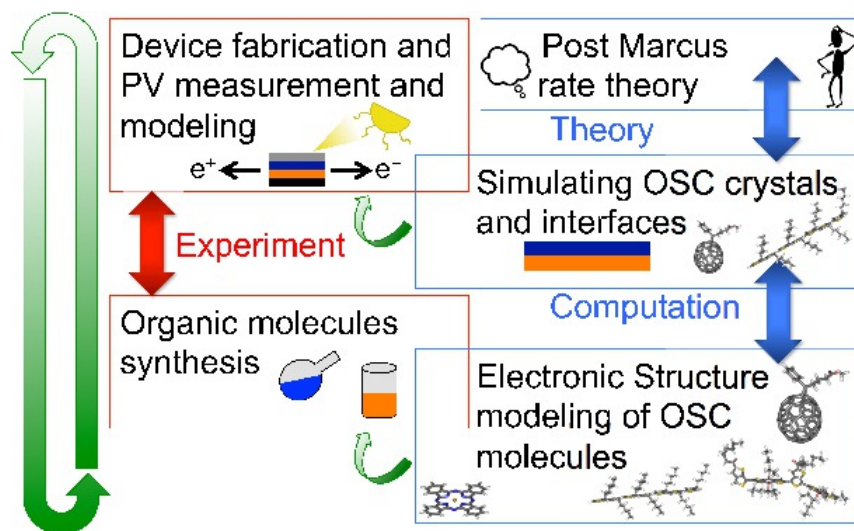 Device fabrication and
PV measurement and
modeling
e⁺
e⁻
Experiment
Organic molecules
synthesis
Post Marcus
rate theory
Theory
Simulating OSC crystals
and interfaces
Computation
Electronic Structure
modeling of OSC
molecules